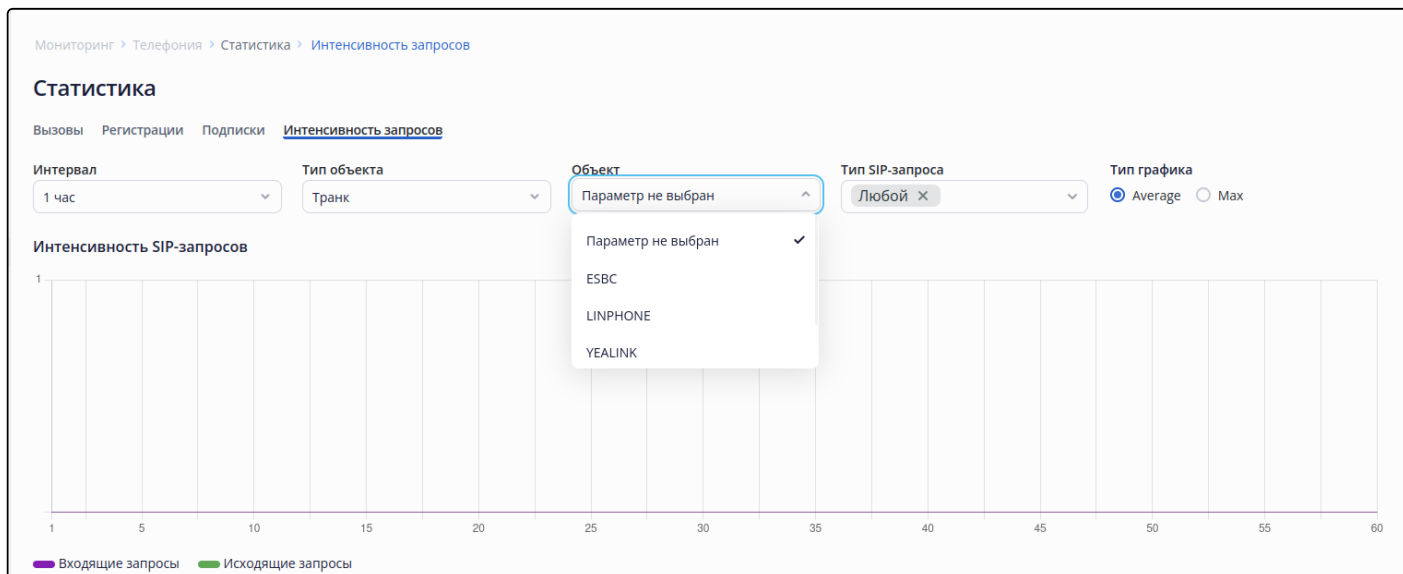 Мониторинг > Телефония > Статистика > Интенсивность запросов
Статистика
Вызовы Регистрации Подписки Интенсивность запросов
Интервал Тип объекта Объект Тип SIP-запроса Тип графика
1 час Транк Параметр не выбран Любой × Average Max
Параметр не выбран
Интенсивность SIP-запросов
ESBC
1
LINPHONE
YEALINK
1 5 10 15 20 25 30 35 40 45 50 55 60
Входящие запросы Исходящие запросы